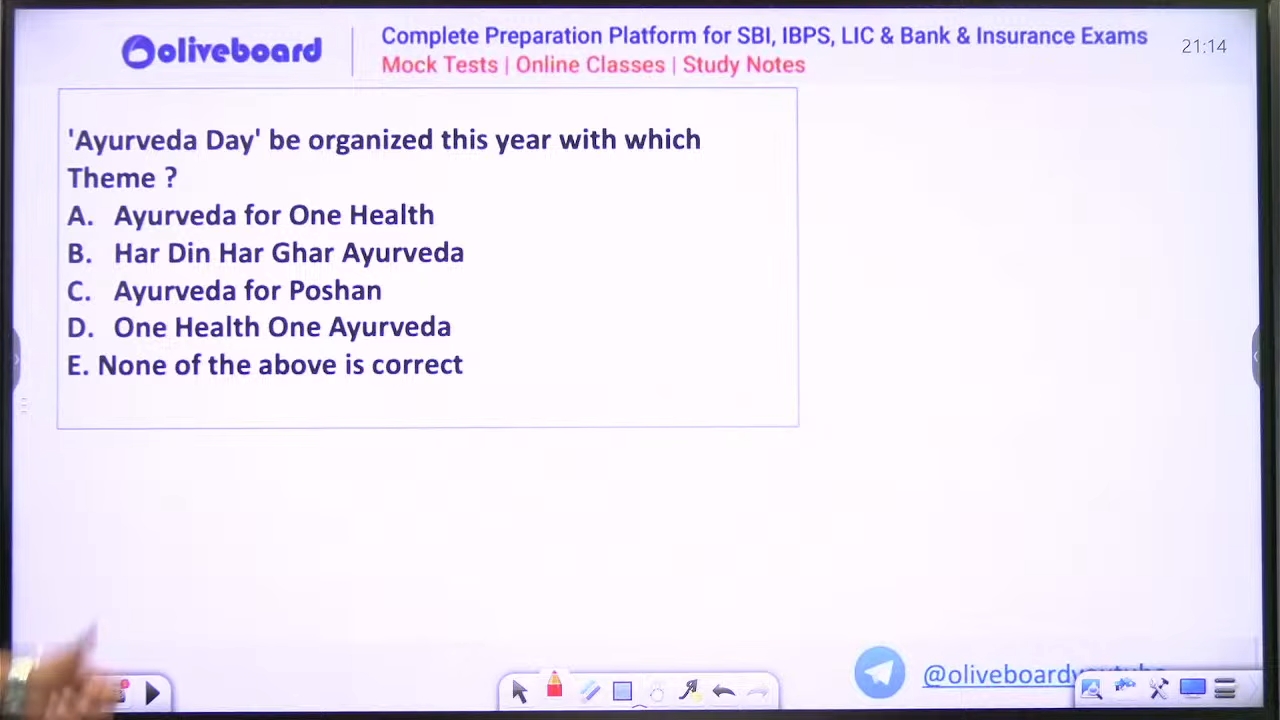 oliveboard
Complete Preparation Platform for SBI, IBPS, LIC & Bank & Insurance Exams
Mock Tests | Online Classes | Study Notes
21:14
'Ayurveda Day' be organized this year with which
Theme ?
A. Ayurveda for One Health
B. Har Din Har Ghar Ayurveda
C. Ayurveda for Poshan
D. One Health One Ayurveda
E. None of the above is correct